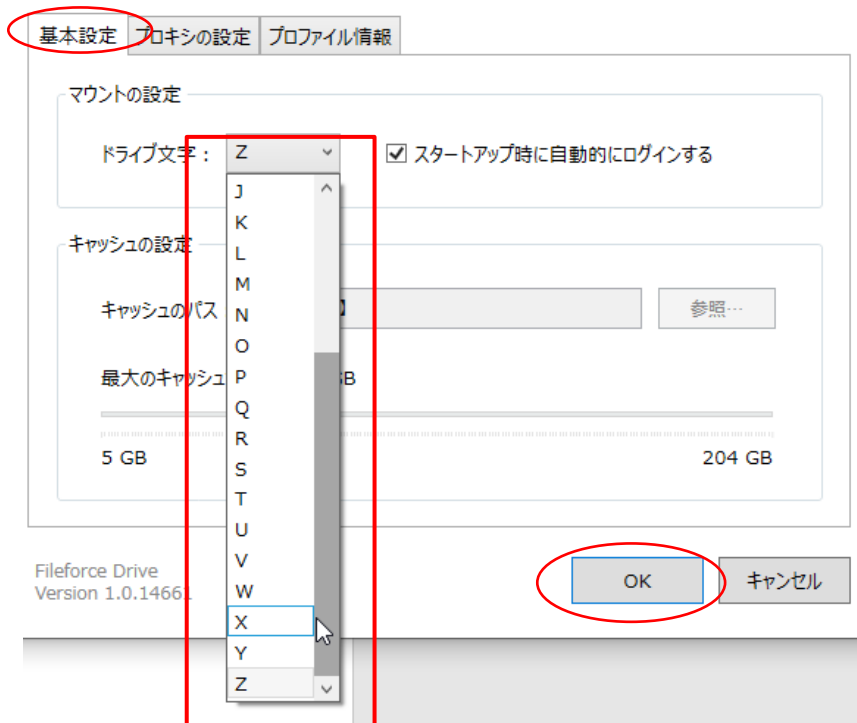 基本設定 プロキシの設定 プロファイル情報
マウントの設定
ドライブ文字： Z スタートアップ時に自動的にログインする
J
K
キャッシュの設定
L
M
キャッシュのパス 参照…
N
O
最大のキャッシュ P GB
Q
R
5 GB 204 GB
S
T
U
V
Fileforce Drive
Version 1.0.14661
W
OK キャンセル
X
Y
Z